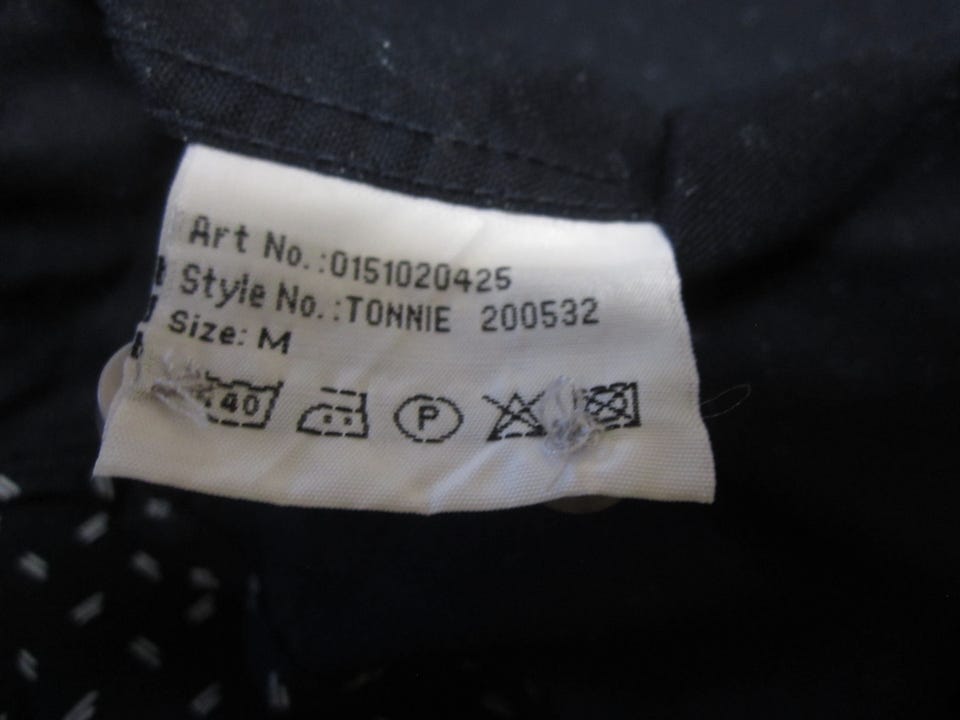 Art No.:0151020425
Style No.:TONNIE 200532
Size: M
40 P